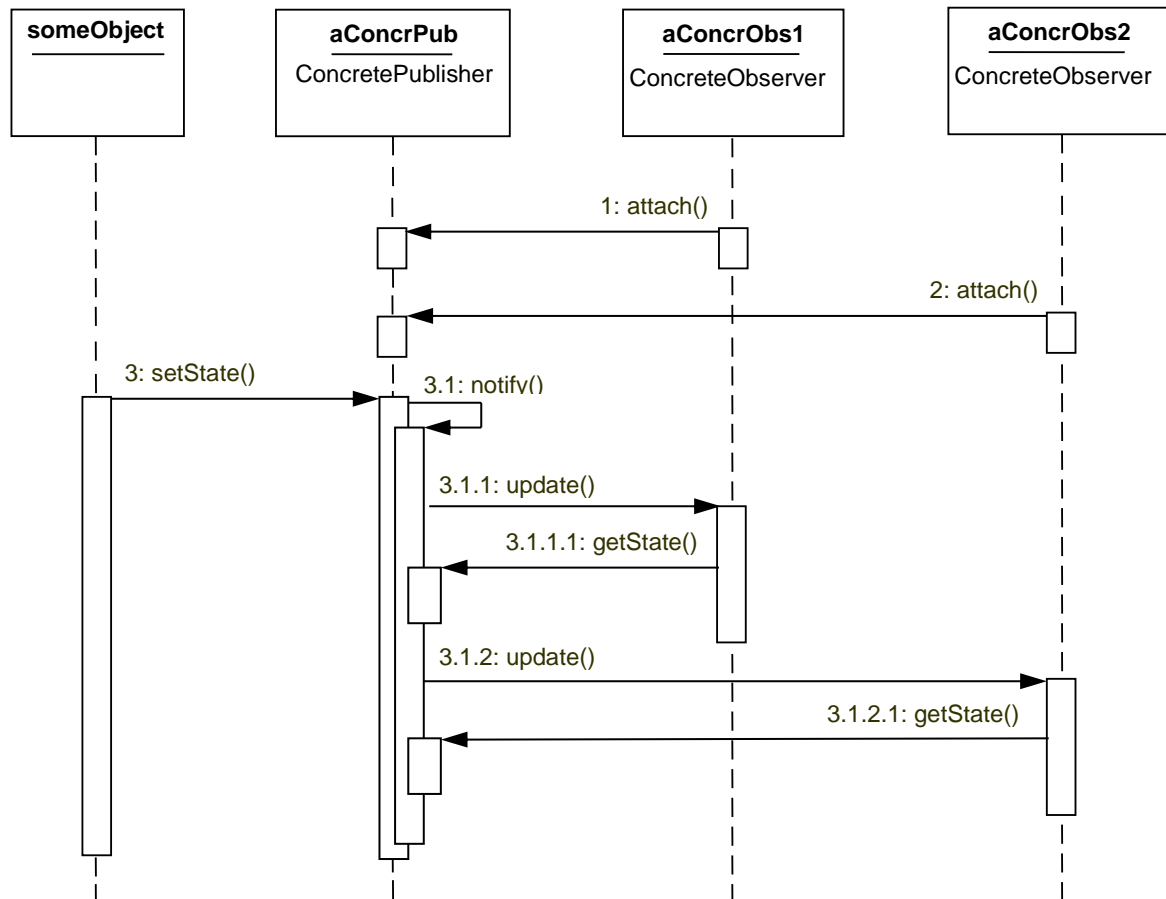 someObject
aConcrPub
ConcretePublisher
aConcrObs1
ConcreteObserver
aConcrObs2
ConcreteObserver
1: attach()
2: attach()
3: setState()
3.1: notify()
3.1.1: update()
3.1.1.1: getState()
3.1.2: update()
3.1.2.1: getState()